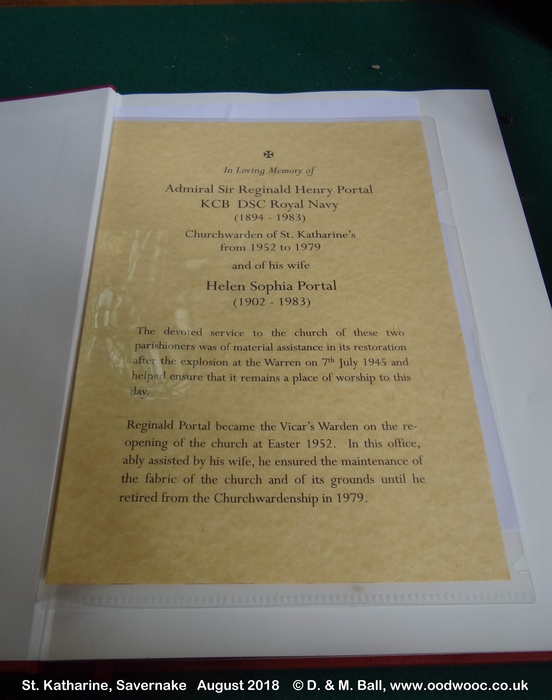 In Loving Memory of
Admiral Sir Reginald Henry Portal
KCB DSC Royal Navy
(1894 - 1983)
Churchwarden of St. Katharine's
from 1952 to 1979
and of his wife
Helen Sophia Portal
(1902 - 1983)
The devoted service to the church of these two
parishioners was of material assistance in its restoration
after the explosion at the Warren on 7th July 1945 and
helped ensure that it remains a place of worship to this
day.
Reginald Portal became the Vicar's Warden on the re-
opening of the church at Easter 1952. In this office,
ably assisted by his wife, he ensured the maintenance of
the fabric of the church and of its grounds until he
retired from the Churchwardenship in 1979.
St. Katharine, Savernake August 2018 © D. & M. Ball, www.oodwooc.co.uk